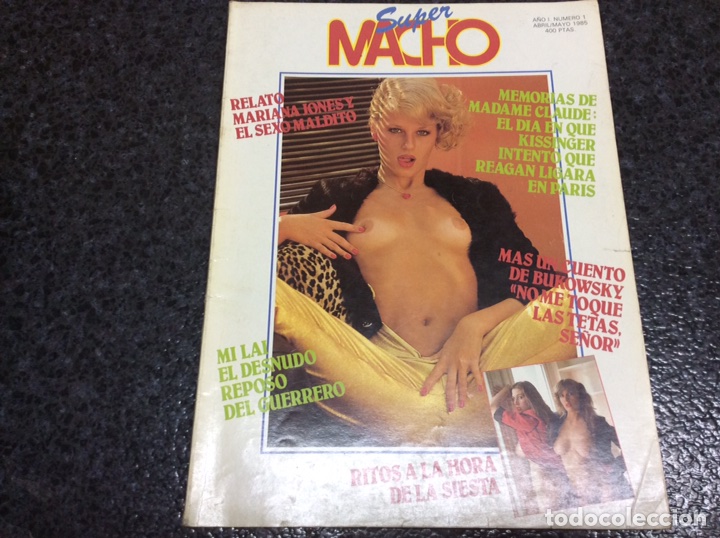 Super
MACHO
AÑO I NUMERO 1
ABRIL/MAYO 1985
400 PTAS.
RELATO
MARIANA JONES Y
EL SEXO MALDITO
MEMORIAS DE
MADAME CLAUDE:
EL DIA EN QUE
KISSINGER
INTENTO QUE
REAGAN LIGARA
EN PARIS
MAS UN CUENTO
DE BUKOWSKY
«NO ME TOQUE
LAS TETAS,
SEÑOR»
MI LAI
EL DESNUDO
REPOSO
DEL GUERRERO
RITOS A LA HORA
DE LA SIESTA
todocoleccion